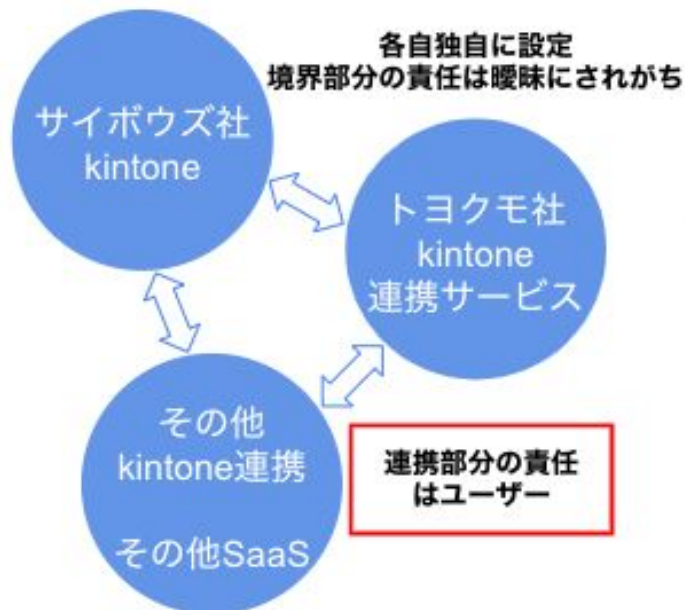 各自独自に設定
境界部分の責任は曖昧にされがち
サイボウズ社
kintone
トヨクモ社
kintone
連携サービス
その他
kintone連携
その他SaaS
連携部分の責任
はユーザー